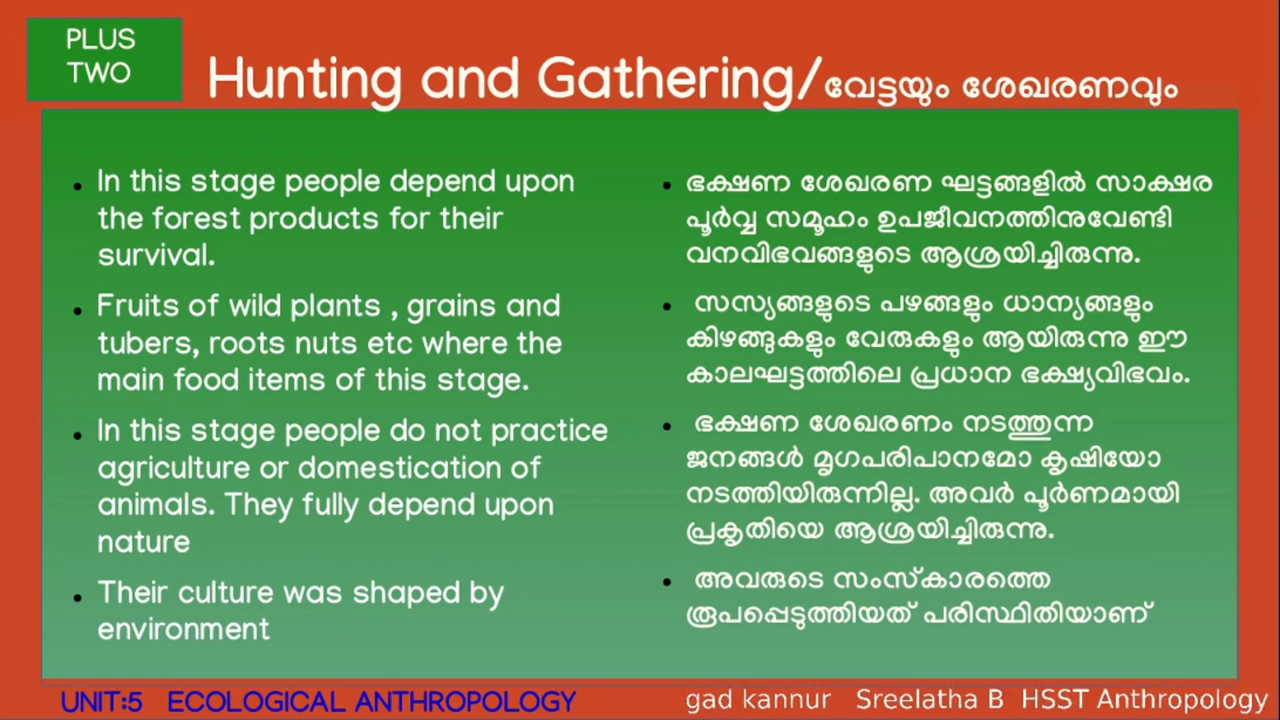 PLUS
TWO
Hunting and Gathering/വേട്ടയും ശേഖരണവും
• In this stage people depend upon
the forest products for their
survival.
• Fruits of wild plants , grains and
tubers, roots nuts etc where the
main food items of this stage.
• In this stage people do not practice
agriculture or domestication of
animals. They fully depend upon
nature
• Their culture was shaped by
environment
• ഭക്ഷണ ശേഖരണ ഘട്ടങ്ങളിൽ സാക്ഷര
പൂർവ്വ സമൂഹം ഉപജീവനത്തിനുവേണ്ടി
വനവിഭവങ്ങളുടെ ആശ്രയിച്ചിരുന്നു.
• സസ്യങ്ങളുടെ പഴങ്ങളും ധാന്യങ്ങളും
കിഴങ്ങുകളും വേരുകളും ആയിരുന്നു ഈ
കാലഘട്ടത്തിലെ പ്രധാന ഭക്ഷ്യവിഭവം.
• ഭക്ഷണ ശേഖരണം നടത്തുന്ന
ജനങ്ങൾ മൃഗപരിപാനമോ കൃഷിയോ
നടത്തിയിരുന്നില്ല. അവർ പൂർണമായി
പ്രകൃതിയെ ആശ്രയിച്ചിരുന്നു.
• അവരുടെ സംസ്കാരത്തെ
രൂപപ്പെടുത്തിയത് പരിസ്ഥിതിയാണ്
UNIT:5 ECOLOGICAL ANTHROPOLOGY
gad kannur Sreelatha B HSST Anthropology